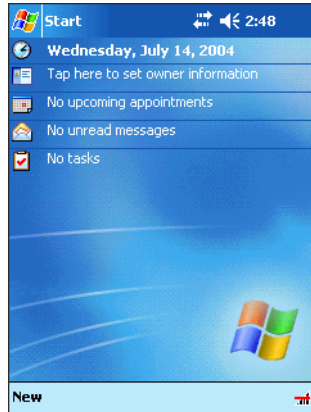 Start 2:48
Wednesday, July 14, 2004
Tap here to set owner information
No upcoming appointments
No unread messages
No tasks
New